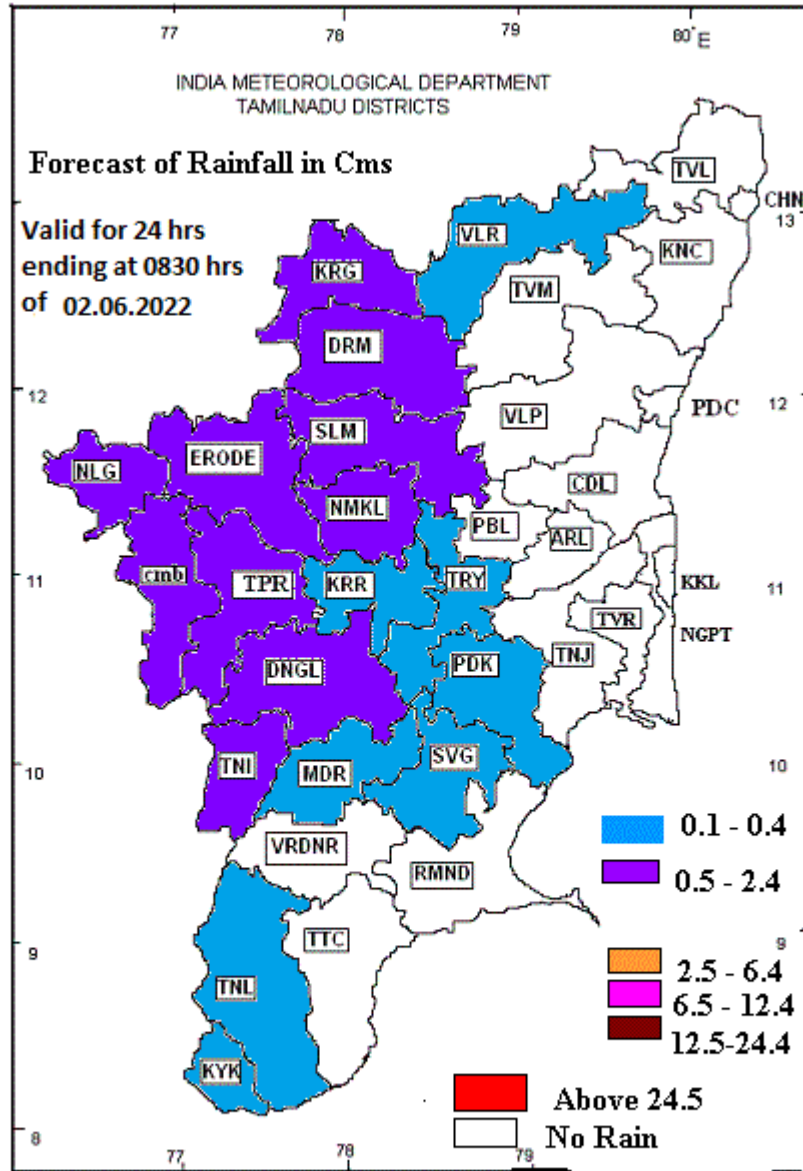 77 78 79 80°E
INDIA METEOROLOGICAL DEPARTMENT
TAMILNADU DISTRICTS
Forecast of Rainfall in Cms
Valid for 24 hrs
ending at 0830 hrs
of 02.06.2022
TVL
CHN
13
VLR
KNC
KRG
TVM
DRM
12
12
PDC
VLP
SLM
ERODE
NLG
CDL
NMKL
PBL
ARL
cmb
11
TPR
KRR
TRY
KKL
11
TVR
NGPT
DNGL
PDK
TNJ
10
TNI
MDR
SVG
10
0.1 - 0.4
VRDNR
RMND
0.5 - 2.4
9
TTC
9
2.5 - 6.4
TNL
6.5 - 12.4
12.5-24.4
KYK
Above 24.5
8
No Rain
77 78 79